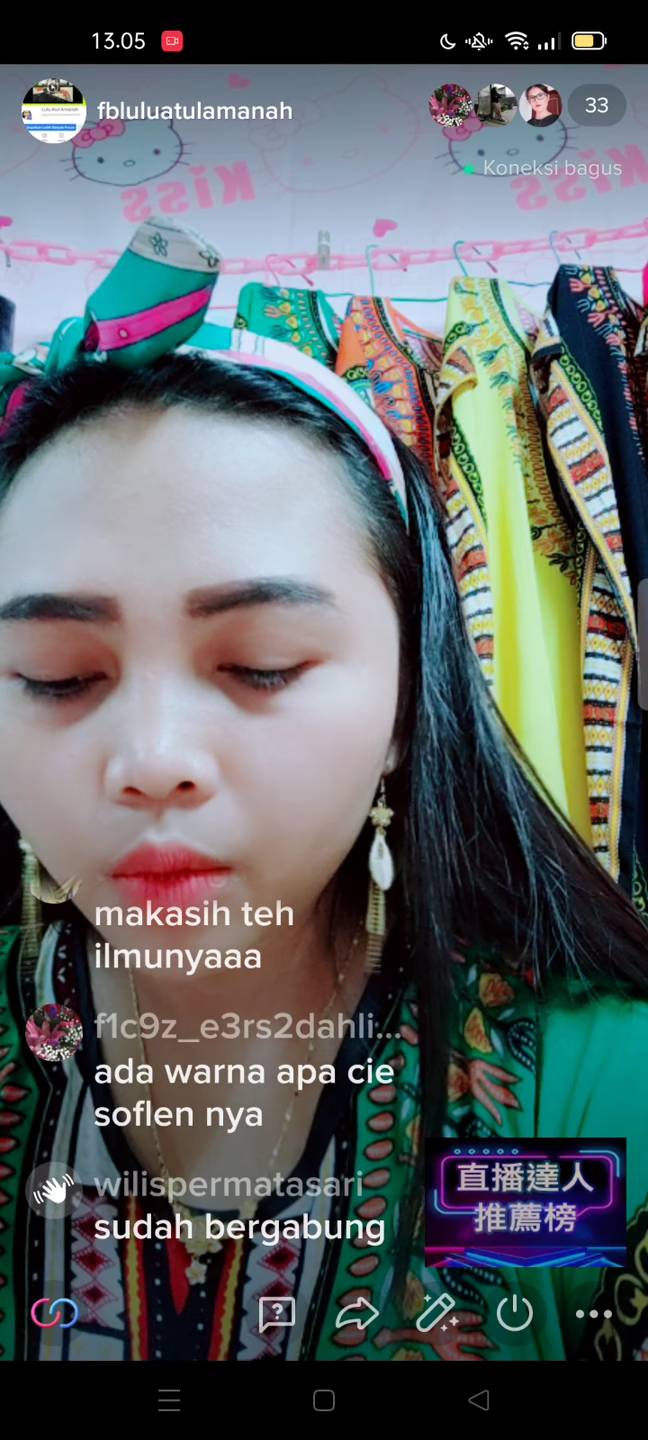 13.05
fbluluatulamanah
33
Koneksi bagus
Kiss
Kiss
makasih teh
ilmunyaaa
f1c9z_e3rs2dahli...
ada warna apa cie
soflen nya
wilispermatasari
sudah bergabung
直播達人
推薦榜